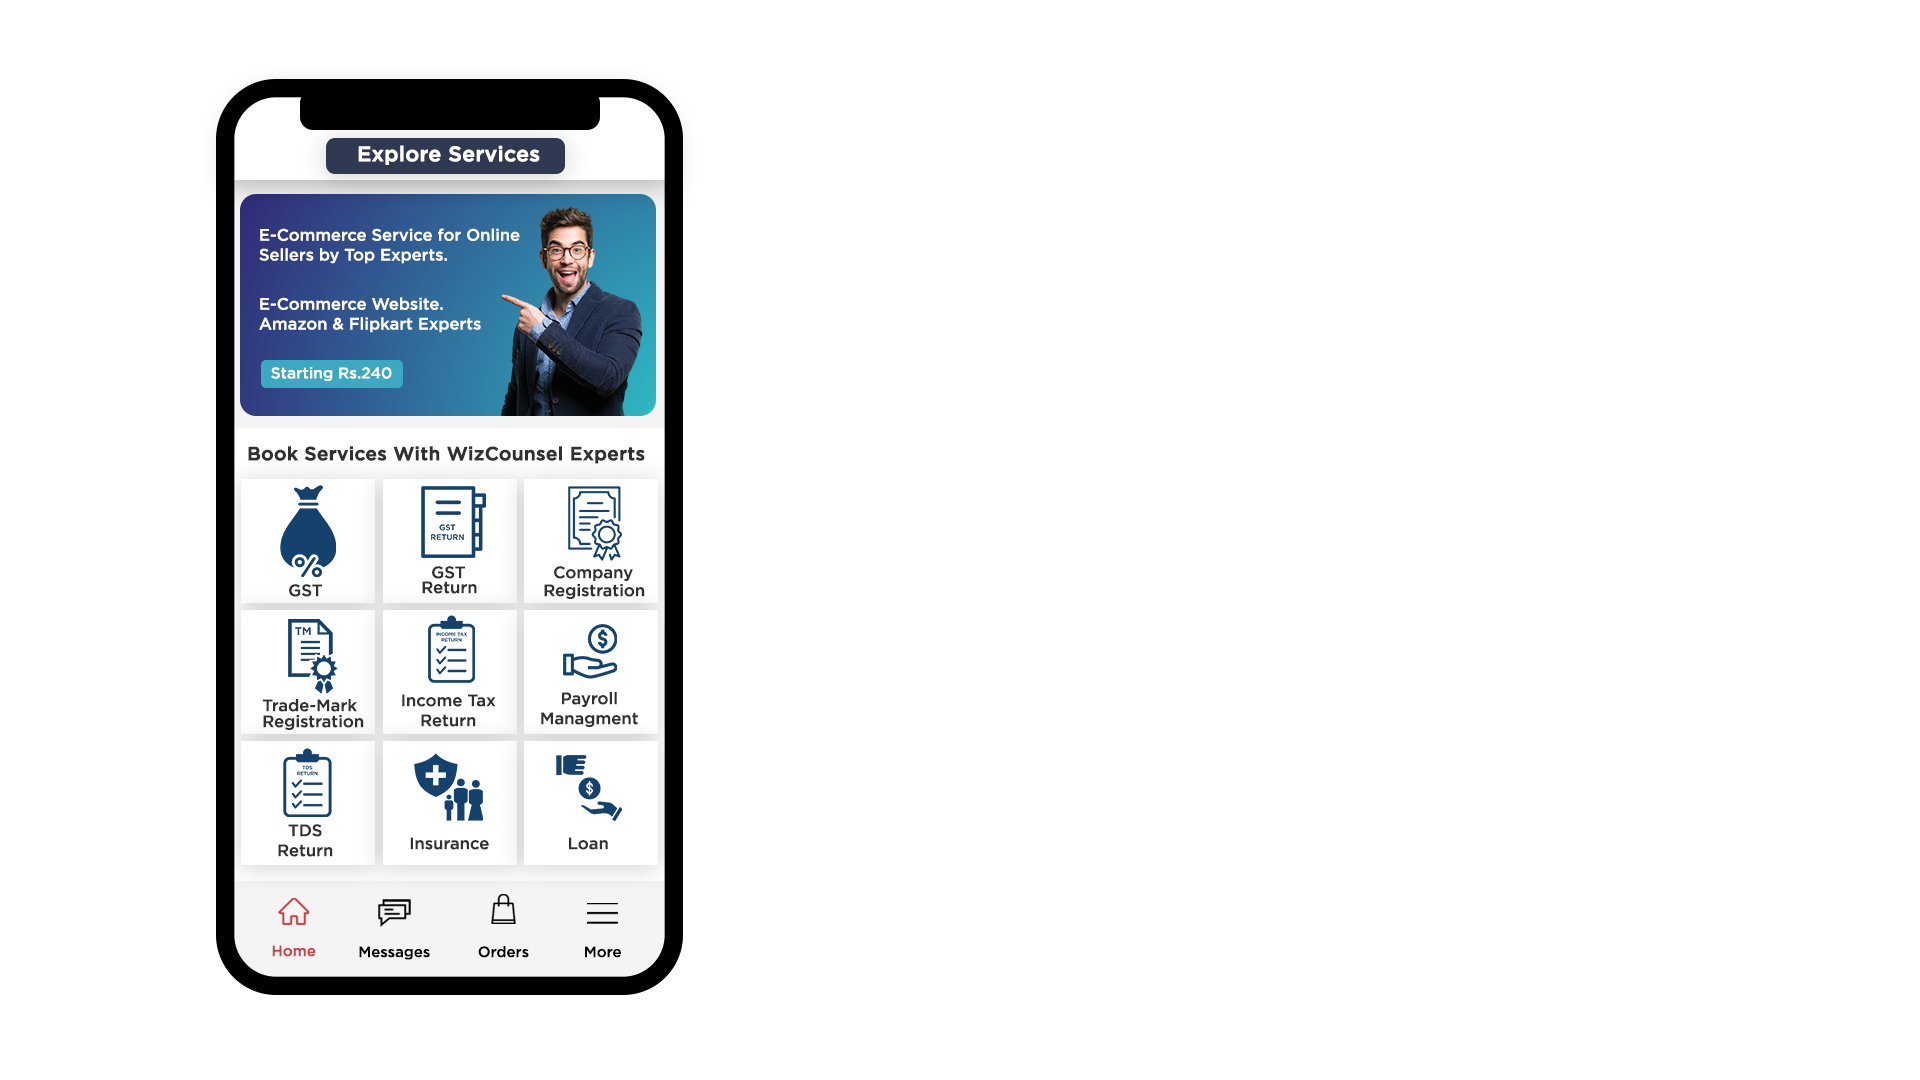 Explore Services
E-Commerce Service for Online
Sellers by Top Experts.
E-Commerce Website.
Amazon & Flipkart Experts
Starting Rs.240
Book Services With WizCounsel Experts
%
GST
GST
RETURN
GST
Return
Company
Registration
TM
Trade-Mark
Registration
INCOME TAX
RETURN
Income Tax
Return
$
Payroll
Managment
TDS
RETURN
TDS
Return
Insurance
$
Loan
Home
Messages
Orders
More